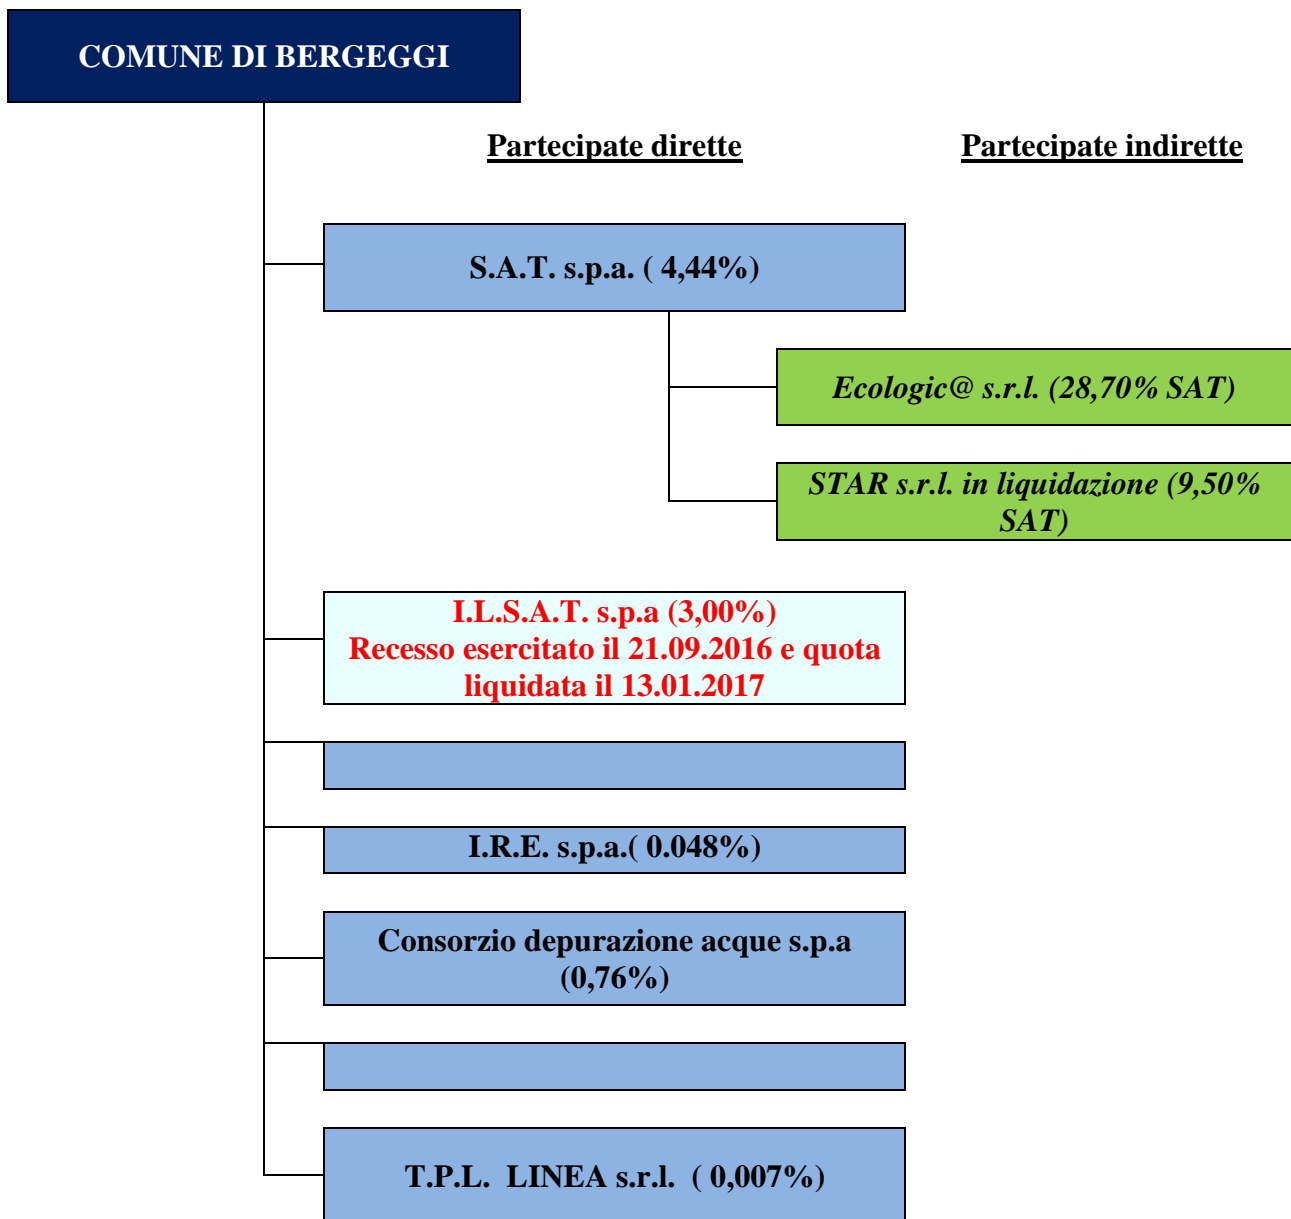 COMUNE DI BERGEGGI
Partecipate dirette
Partecipate indirette
S.A.T. s.p.a. ( 4,44%)
Ecologic@ s.r.l. (28,70% SAT)
STAR s.r.l. in liquidazione (9,50%
SAT)
I.L.S.A.T. s.p.a (3,00%)
Recesso esercitato il 21.09.2016 e quota
liquidata il 13.01.2017
I.R.E. s.p.a.( 0.048%)
Consorzio depurazione acque s.p.a
(0,76%)
T.P.L.  LINEA s.r.l.  ( 0,007%)